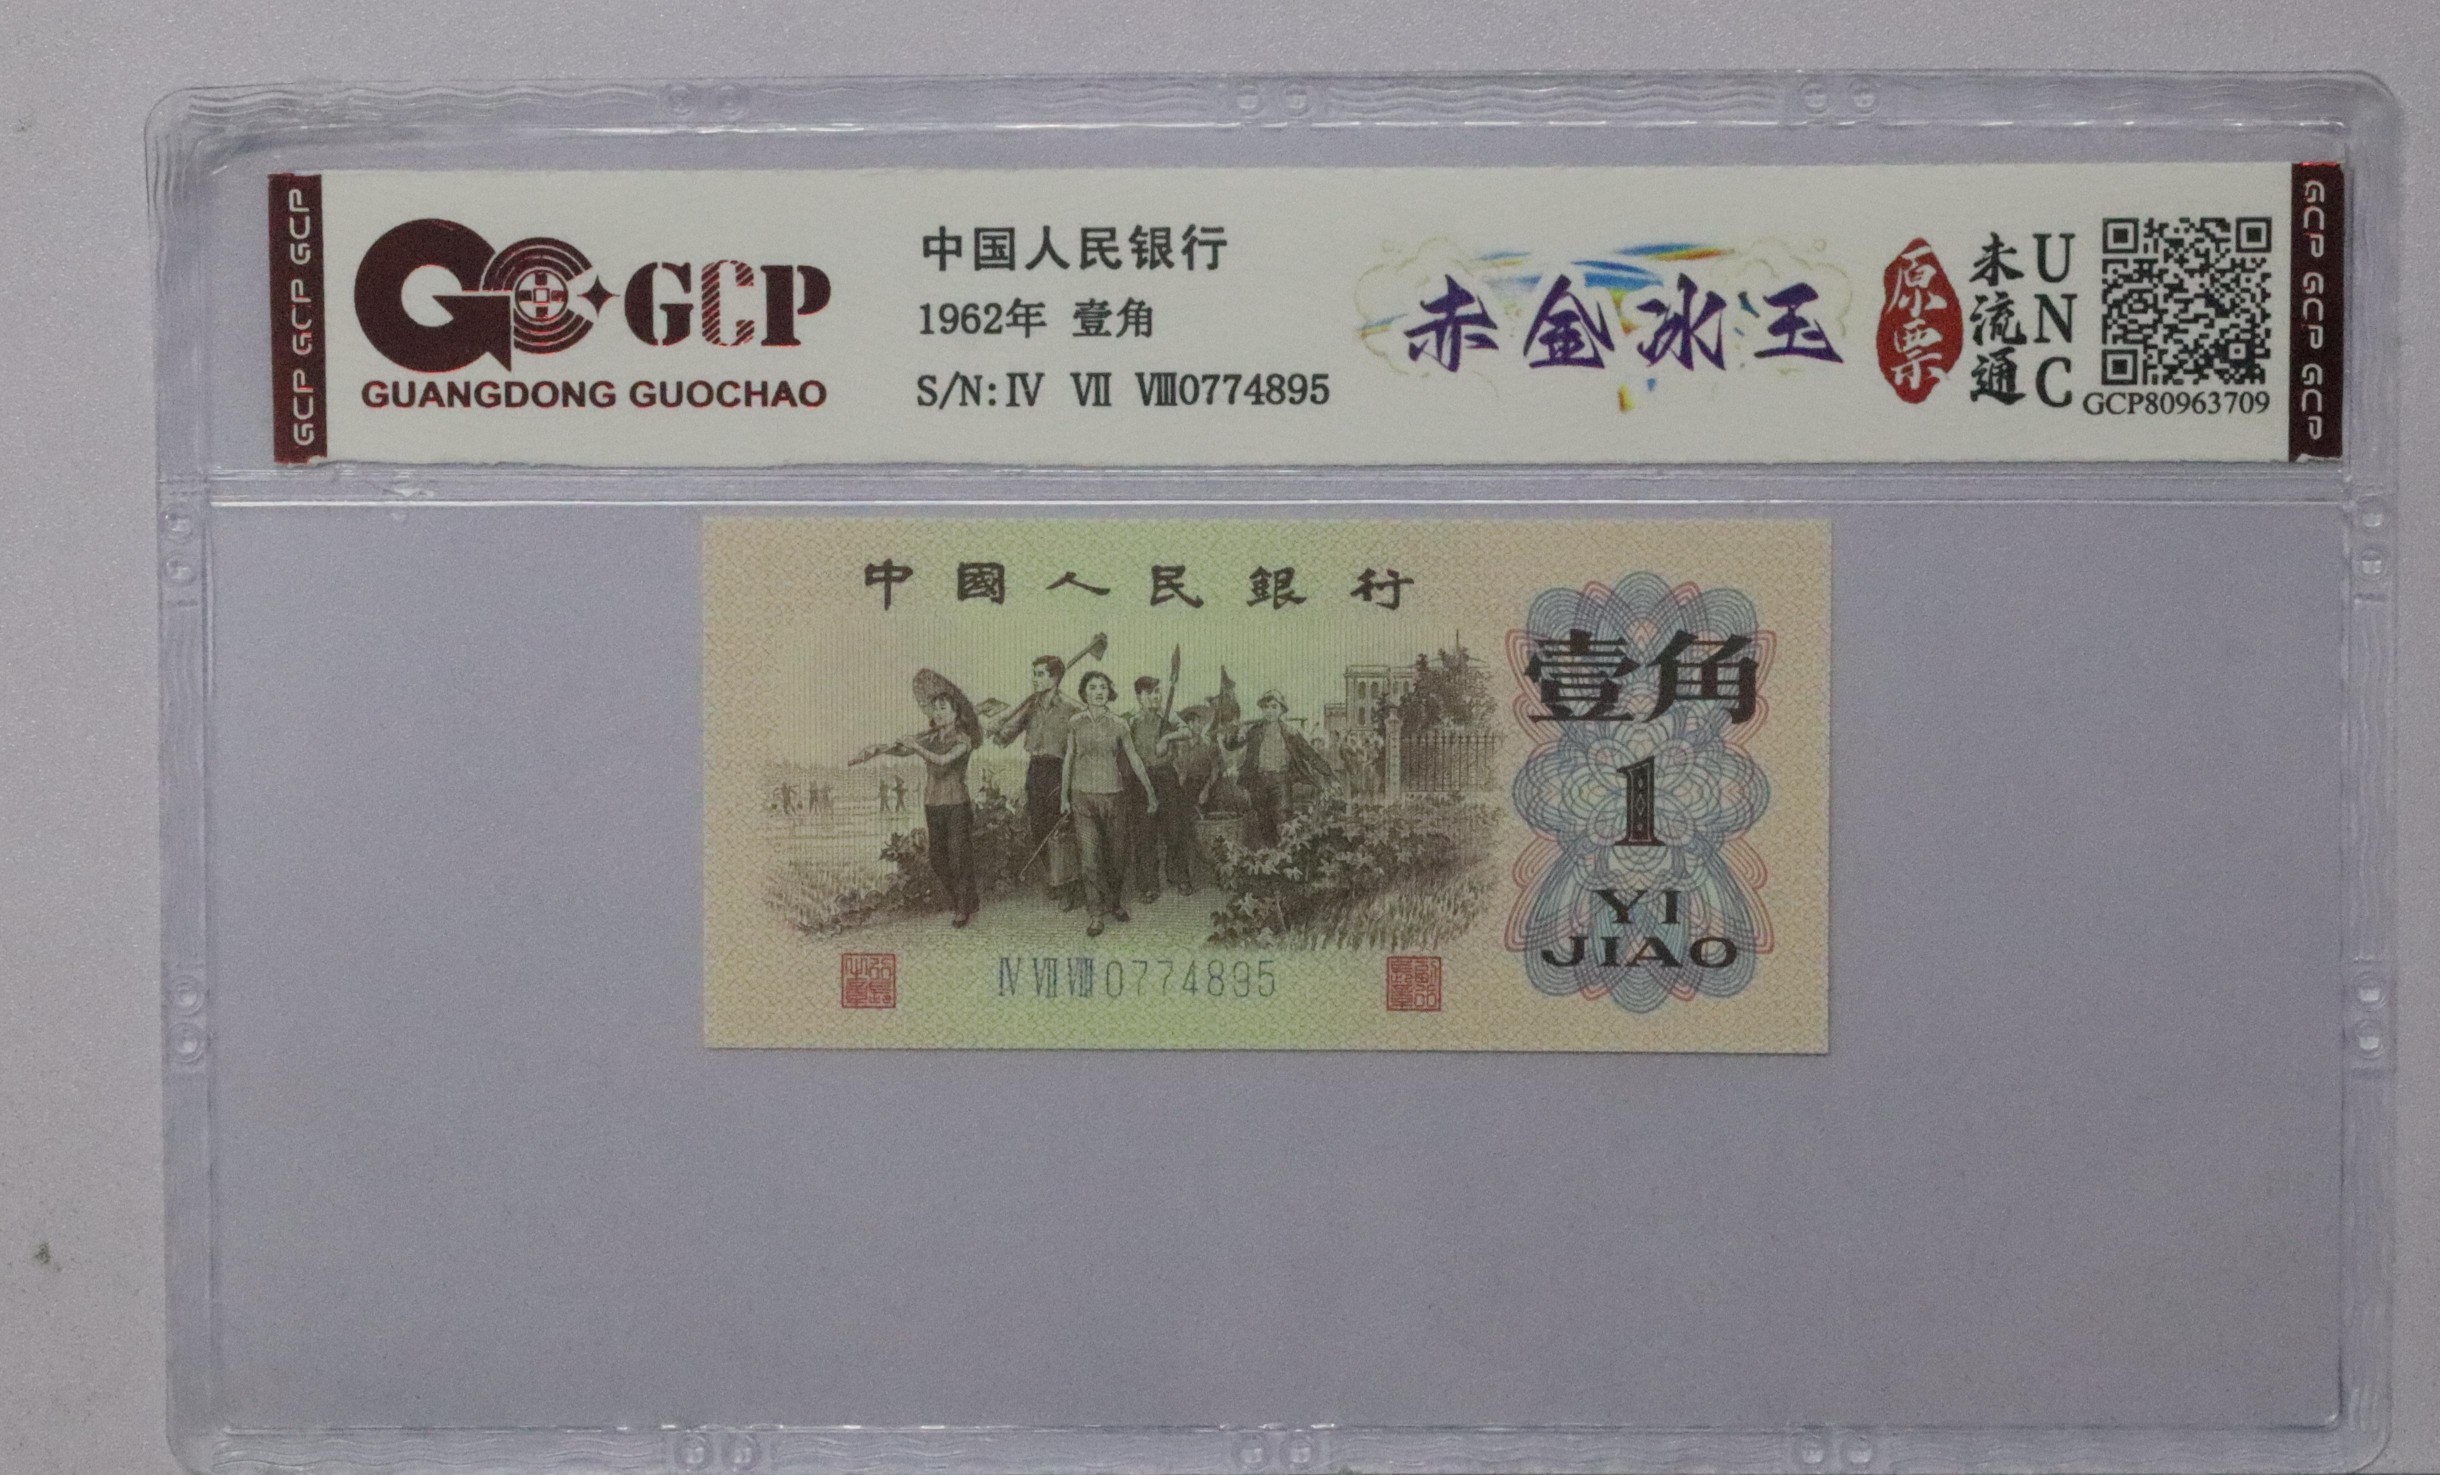 GCP GCP GCP
GCP
GUANGDONG GUOCHAO
中国人民银行
1962年 壹角
S/N:Ⅳ Ⅶ Ⅷ0774895
赤金冰玉
原票
未流通
UNC
GCP80963709
GCP GCP GCP
中國人民銀行
壹角
1
YI
JIAO
Ⅳ Ⅶ Ⅷ 0774895